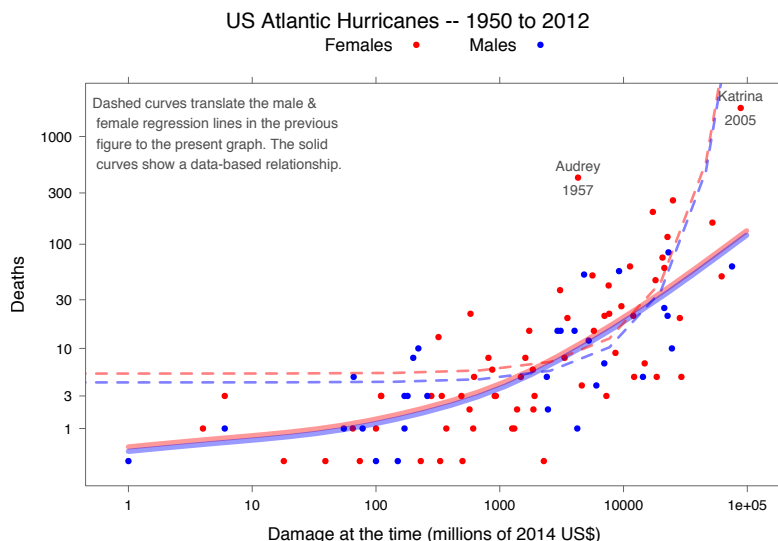 US Atlantic Hurricanes -- 1950 to 2012
Females Males
Dashed curves translate the male &
female regression lines in the previous
figure to the present graph. The solid
curves show a data-based relationship.
Katrina
2005
Audrey
1957
Deaths
1000
300
100
30
10
3
1
1 10 100 1000 10000 1e+05
Damage at the time (millions of 2014 US$)